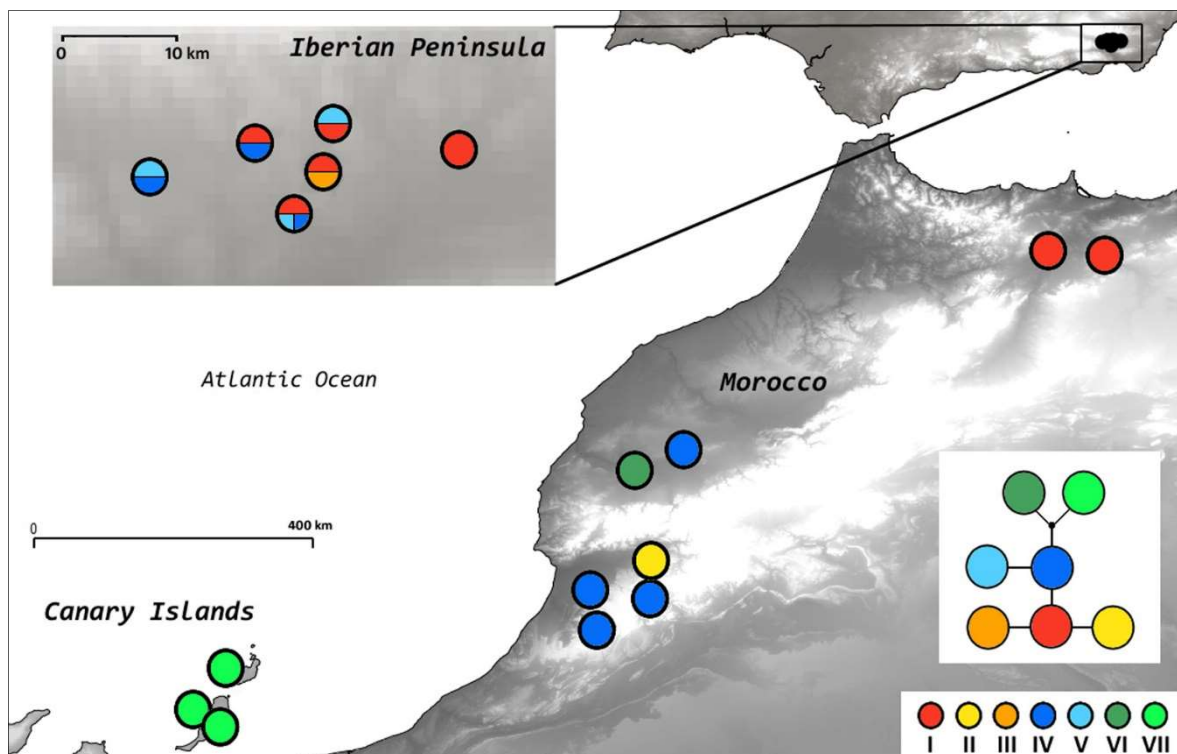 0 10 km
Iberian Peninsula
Atlantic Ocean
Morocco
0 400 km
Canary Islands
I II III IV V VI VII